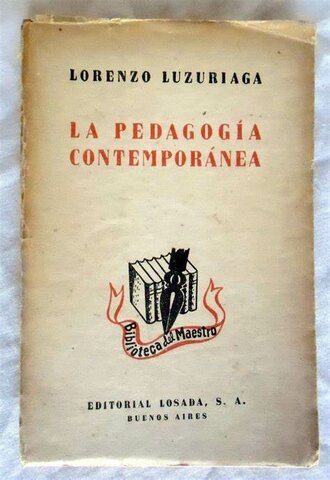 LORENZO LUZURIAGA
LA PEDAGOGÍA
CONTEMPORÁNEA
Biblioteca del Maestro
EDITORIAL LOSADA, S. A.
BUENOS AIRES